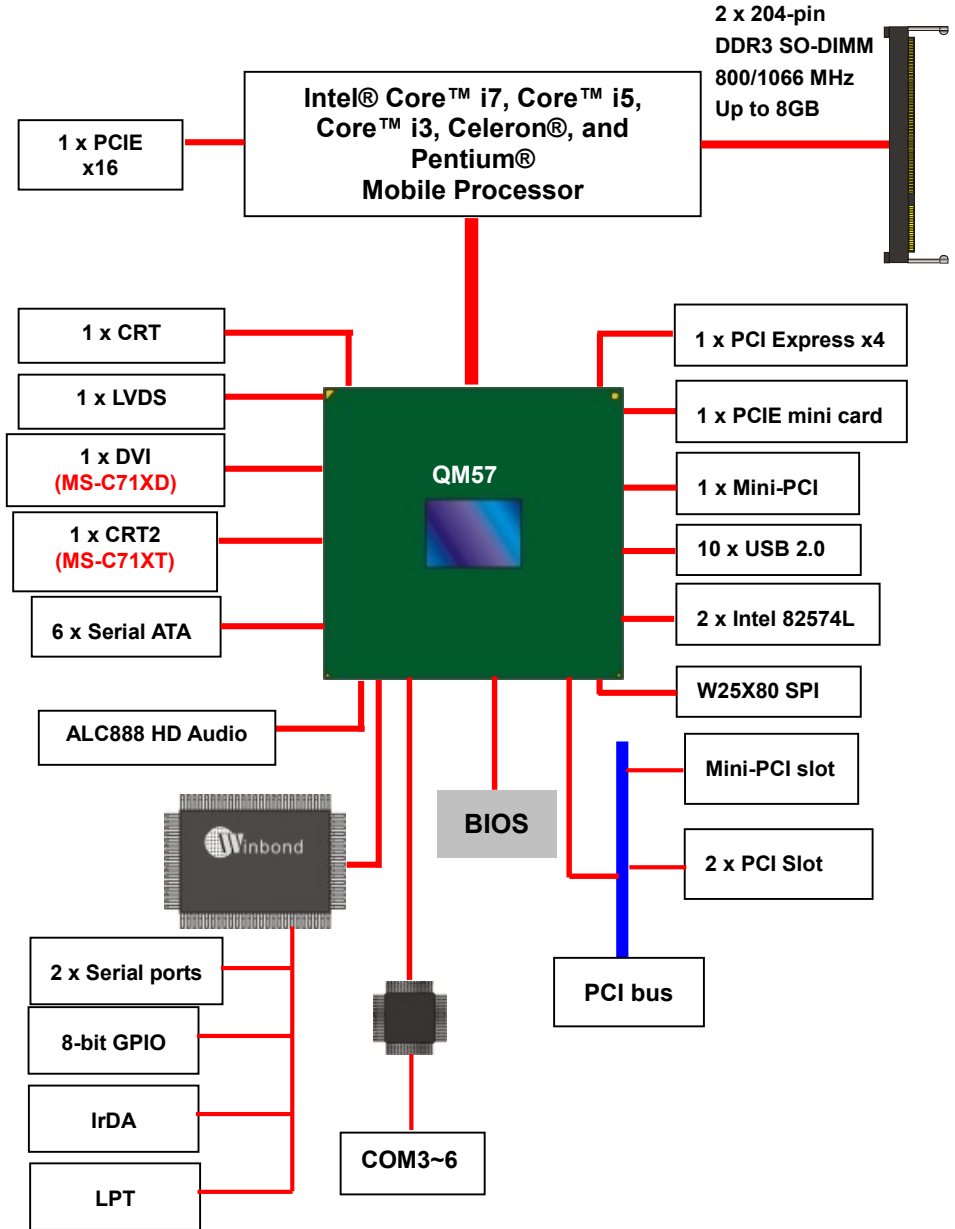 2 x 204-pin
DDR3 SO-DIMM
800/1066 MHz
Up to 8GB
Intel® Core™ i7, Core™ i5,
Core™ i3, Celeron®, and
Pentium®
Mobile Processor
1 x PCIE
x16
1 x CRT
1 x LVDS
1 x DVI
(MS-C71XD)
1 x CRT2
(MS-C71XT)
6 x Serial ATA
QM57
1 x PCI Express x4
1 x PCIE mini card
1 x Mini-PCI
10 x USB 2.0
2 x Intel 82574L
W25X80 SPI
ALC888 HD Audio
Winbond
BIOS
Mini-PCI slot
2 x PCI Slot
PCI bus
2 x Serial ports
8-bit GPIO
IrDA
LPT
COM3~6